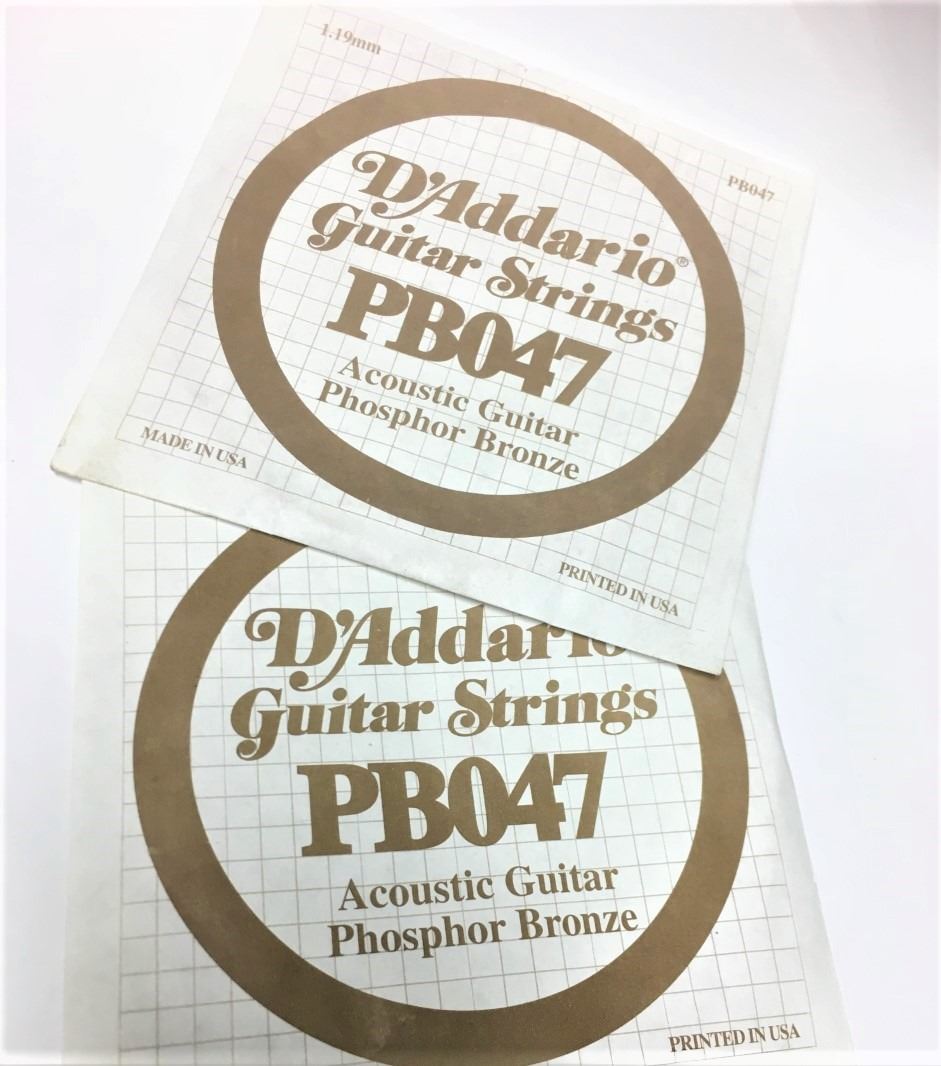 1.19mm
PB047
D'Addario®
Guitar Strings
PB047
Acoustic Guitar
Phosphor Bronze
MADE IN USA
PRINTED IN USA
D'Addario
Guitar Strings
PB047
Acoustic Guitar
Phosphor Bronze
PRINTED IN USA